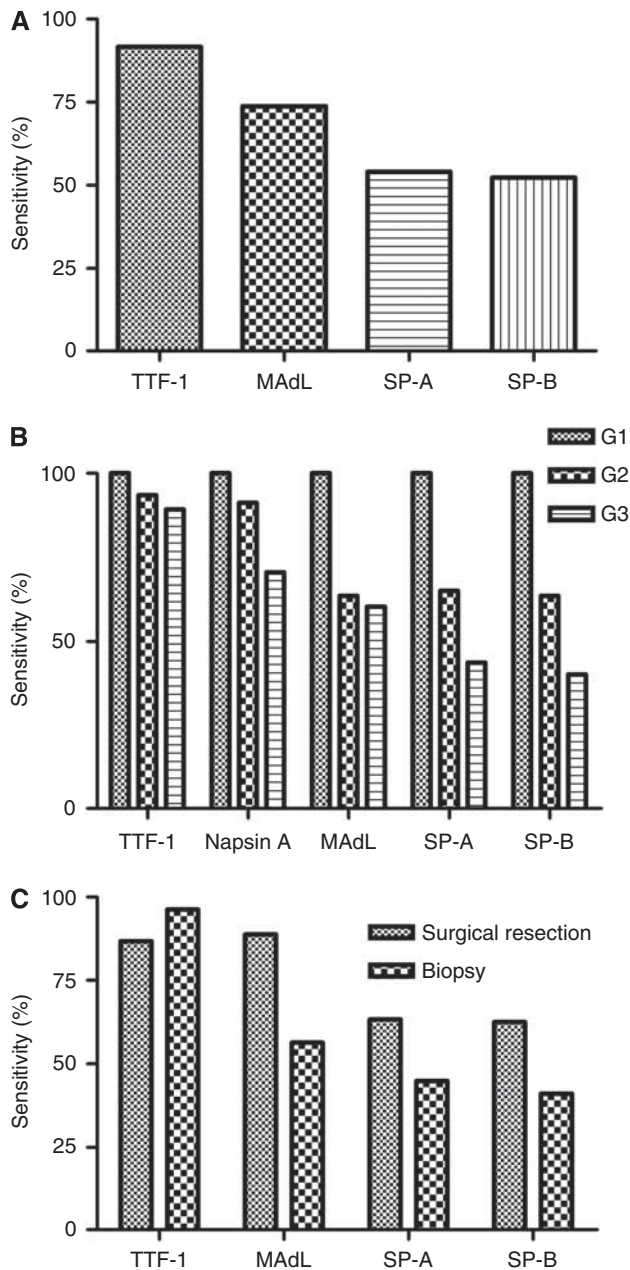 A
100
75
50
25
0
Sensitivity (%)
TTF-1 MAdL SP-A SP-B
B
G1
G2
G3
100
50
0
Sensitivity (%)
TTF-1 Napsin A MAdL SP-A SP-B
C
Surgical resection
Biopsy
100
75
50
25
0
Sensitivity (%)
TTF-1 MAdL SP-A SP-B